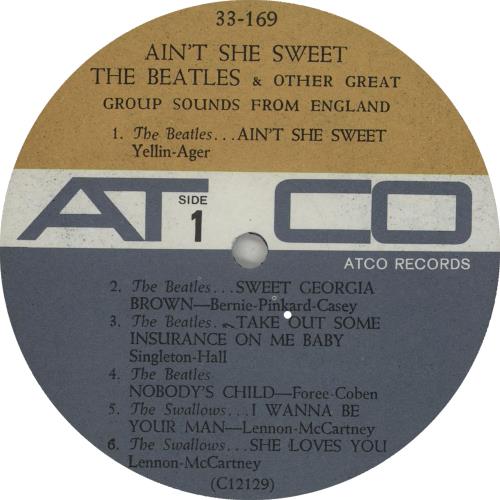 33-169
AIN'T SHE SWEET
THE BEATLES & OTHER GREAT
GROUP SOUNDS FROM ENGLAND
1. The Beatles...AIN'T SHE SWEET
Yellin-Ager
ATCO
SIDE
1
ATCO RECORDS
2. The Beatles...SWEET GEORGIA
BROWN—Bernie-Pinkard-Casey
3. The Beatles...TAKE OUT SOME
INSURANCE ON ME BABY
Singleton-Hall
4. The Beatles
NOBODY'S CHILD—Foree-Coben
5. The Swallows...I WANNA BE
YOUR MAN—Lennon-McCartney
6. The Swallows...SHE LOVES YOU
Lennon-McCartney
(C12129)